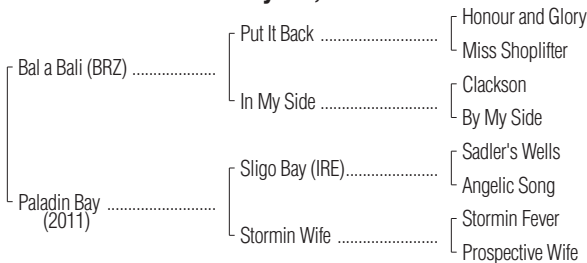 Honour and Glory
Put It Back ..........................
Miss Shoplifter
Bal a Bali (BRZ) ...................
Clackson
In My Side ..........................
By My Side
Sadler's Wells
Sligo Bay (IRE).....................
Angelic Song
Paladin Bay ........................
(2011)
Stormin Fever
Stormin Wife .......................
Prospective Wife